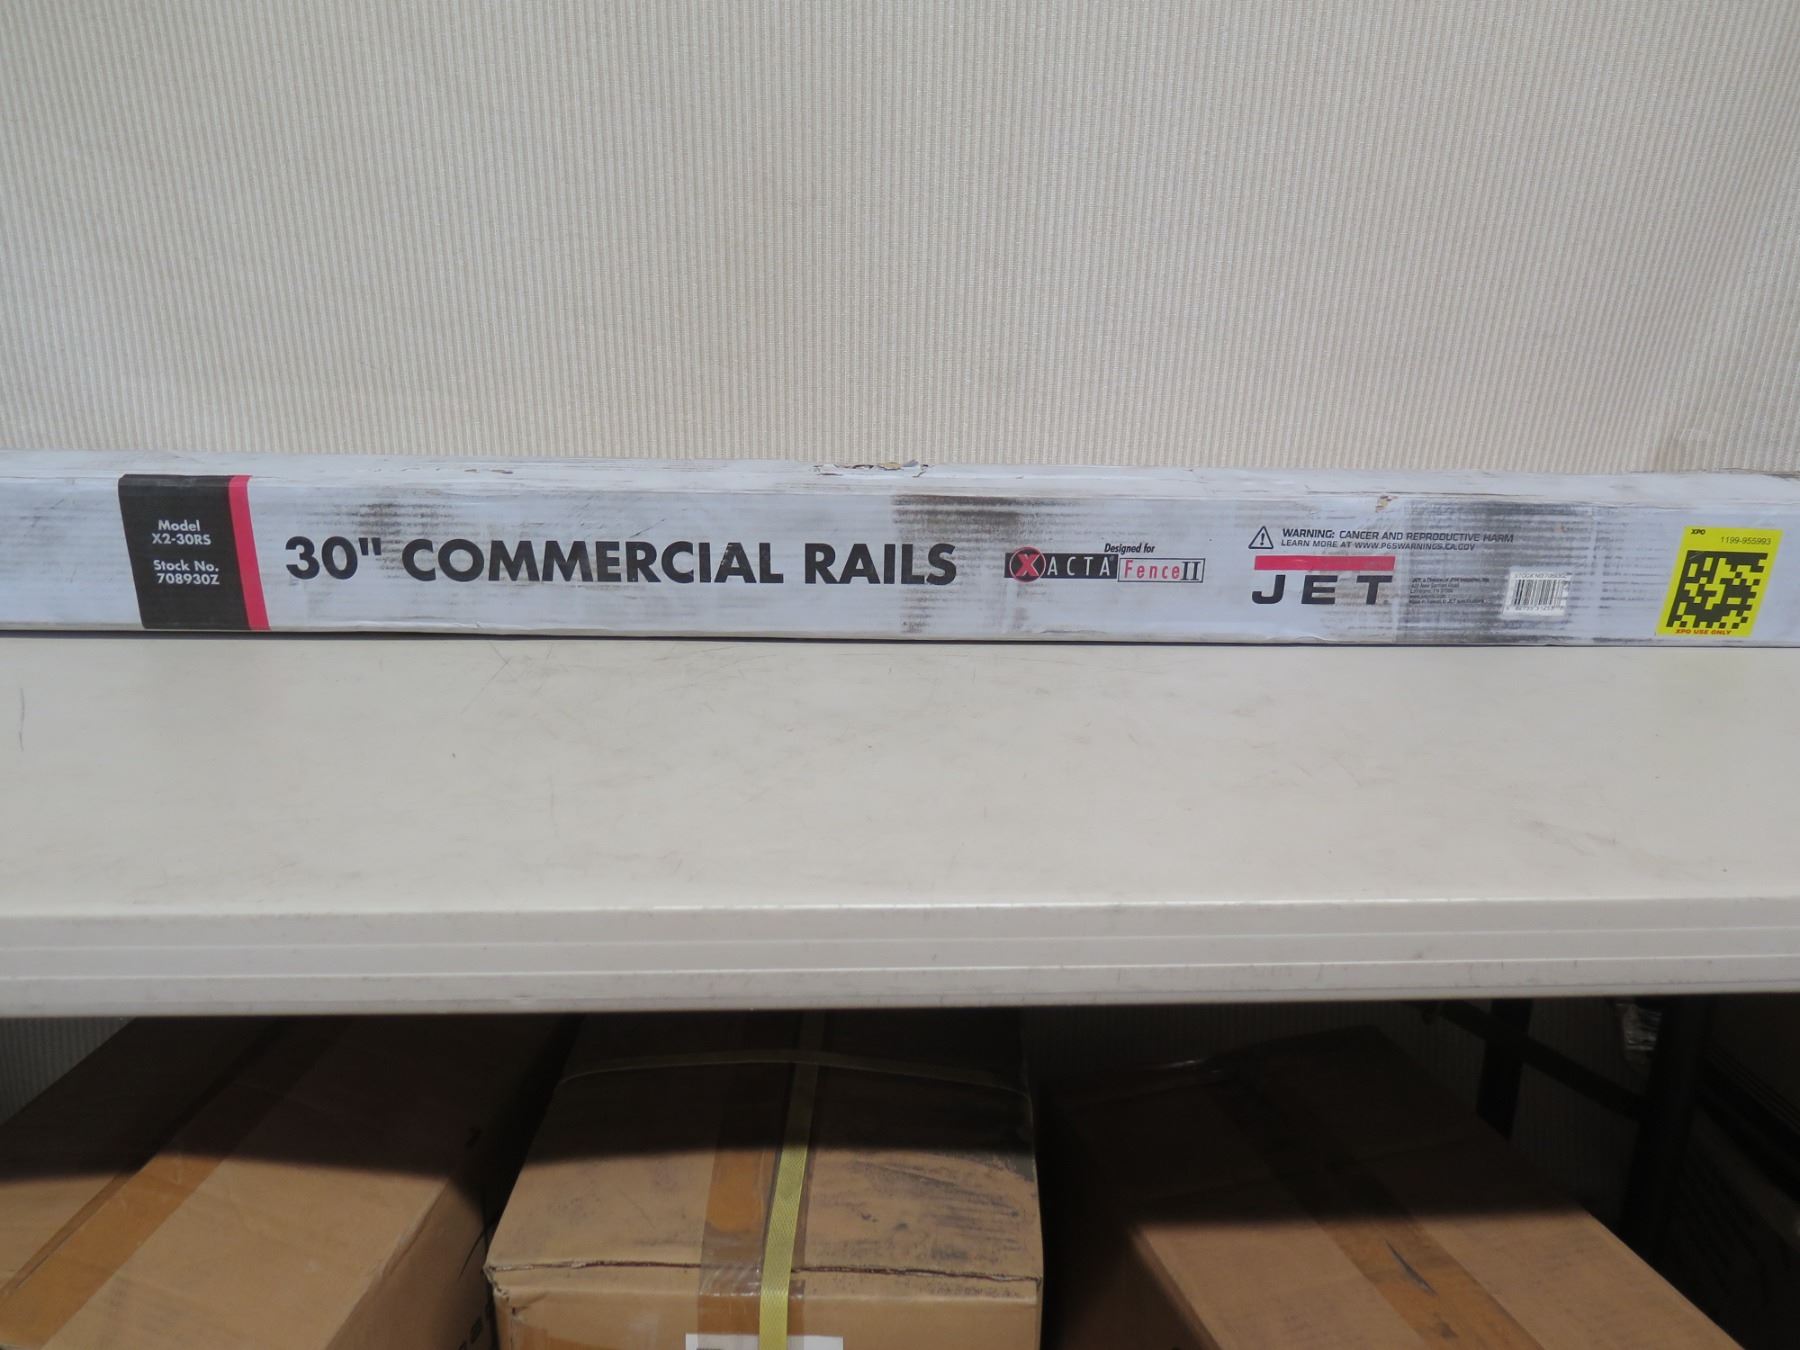 Model
X2-30RS
Stock No.
708930Z
30" COMMERCIAL RAILS
Designed for
XACTA Fence II
WARNING: CANCER AND REPRODUCTIVE HARM
LEARN MORE AT WWW.P65WARNINGS.CA.GOV
JET
XPO
1199-955993
XPO USE ONLY